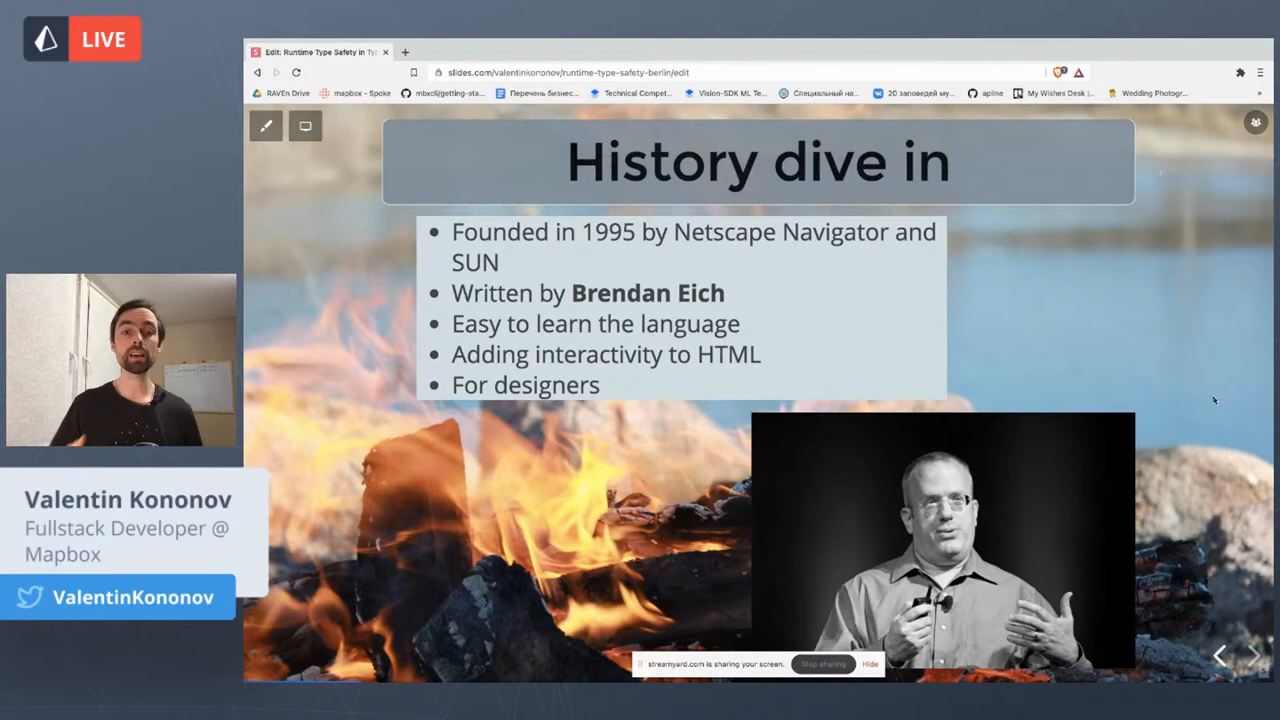 LIVE
Edit: Runtime Type Safety in Ty
slides.com/valentinkononov/runtime-type-safety-berlin/edit
RAVEn Drive
mapbox - Spoke
mbxcli/getting-sta...
Перечень бизнес...
Technical Compet...
Vision-SDK ML Te...
Специальный на...
20 заповедей му...
apline
My Wishes Desk |...
Wedding Photogr...
History dive in
Founded in 1995 by Netscape Navigator and
SUN
Written by Brendan Eich
Easy to learn the language
Adding interactivity to HTML
For designers
Valentin Kononov
Fullstack Developer @
Mapbox
ValentinKononov
streamyard.com is sharing your screen.
Stop sharing
Hide